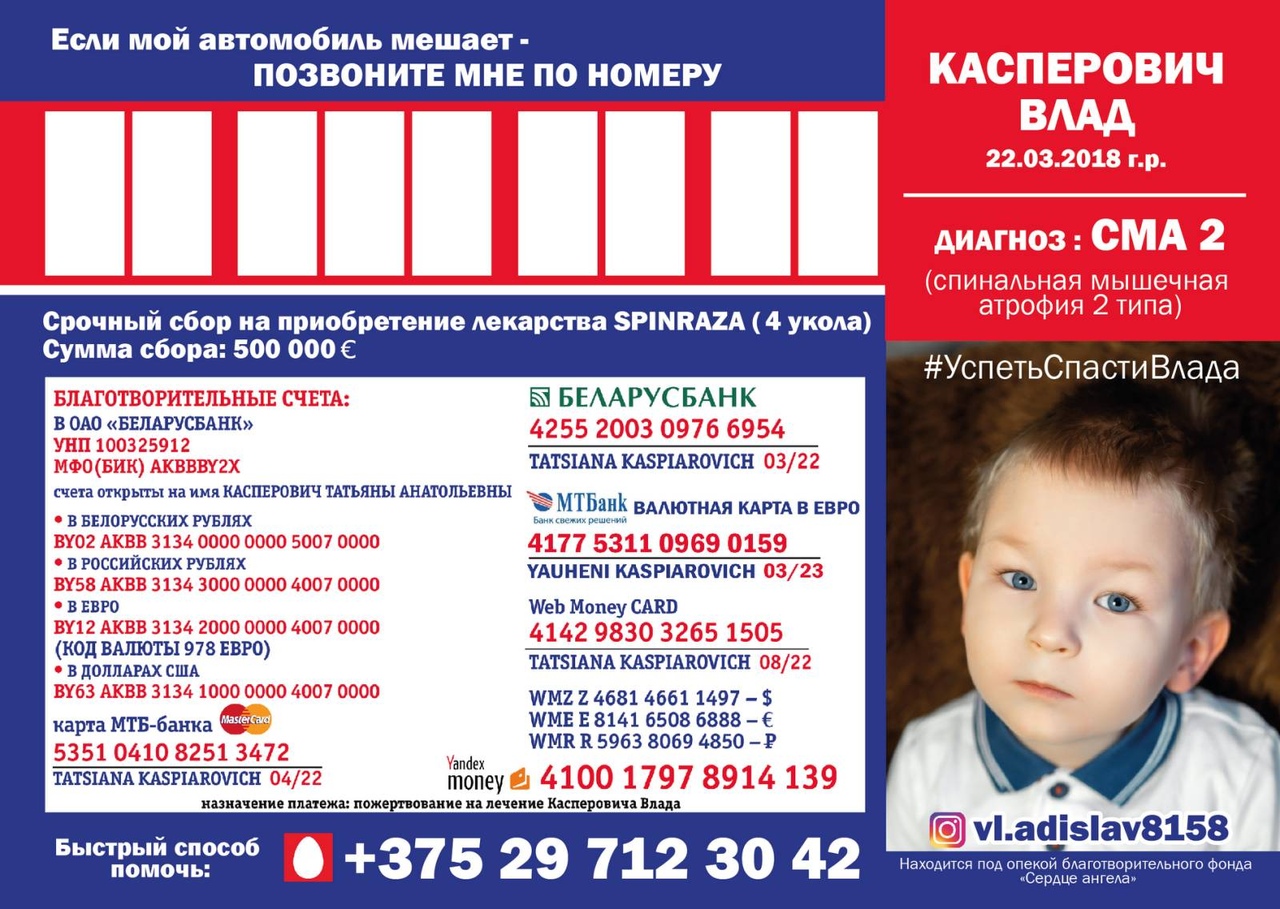 Если мой автомобиль мешает -
ПОЗВОНИТЕ МНЕ ПО НОМЕРУ
Срочный сбор на приобретение лекарства SPINRAZA ( 4 укола)
Сумма сбора: 500 000 €
БЛАГОТВОРИТЕЛЬНЫЕ СЧЕТА:
В ОАО «БЕЛАРУСБАНК»
УНП 100325912
МФО(БИК) AKBBBY2X
счета открыты на имя КАСПЕРОВИЧ ТАТЬЯНЫ АНАТОЛЬЕВНЫ
• В БЕЛОРУССКИХ РУБЛЯХ
BY02 AKBB 3134 0000 0000 5007 0000
• В РОССИЙСКИХ РУБЛЯХ
BY58 AKBB 3134 3000 0000 4007 0000
• В ЕВРО
BY12 AKBB 3134 2000 0000 4007 0000
(КОД ВАЛЮТЫ 978 ЕВРО)
• В ДОЛЛАРАХ США
BY63 AKBB 3134 1000 0000 4007 0000
карта МТБ-банка MasterCard
5351 0410 8251 3472
TATSIANA KASPIAROVICH 04/22
БЕЛАРУСБАНК
4255 2003 0976 6954
TATSIANA KASPIAROVICH 03/22
МТБанк ВАЛЮТНАЯ КАРТА В ЕВРО
Банк свежих решений
4177 5311 0969 0159
YAUHENI KASPIAROVICH 03/23
Web Money CARD
4142 9830 3265 1505
TATSIANA KASPIAROVICH 08/22
WMZ Z 4681 4661 1497 – $
WME E 8141 6508 6888 – €
WMR R 5963 8069 4850 – ₽
Yandex money 4100 1797 8914 139
назначение платежа: пожертвование на лечение Касперовича Влада
Быстрый способ
помочь:
+375 29 712 30 42
КАСПЕРОВИЧ
ВЛАД
22.03.2018 г.р.
ДИАГНОЗ : СМА 2
(спинальная мышечная
атрофия 2 типа)
#УспетьСпастиВлада
vl.adislav8158
Находится под опекой благотворительного фонда
«Сердце ангела»